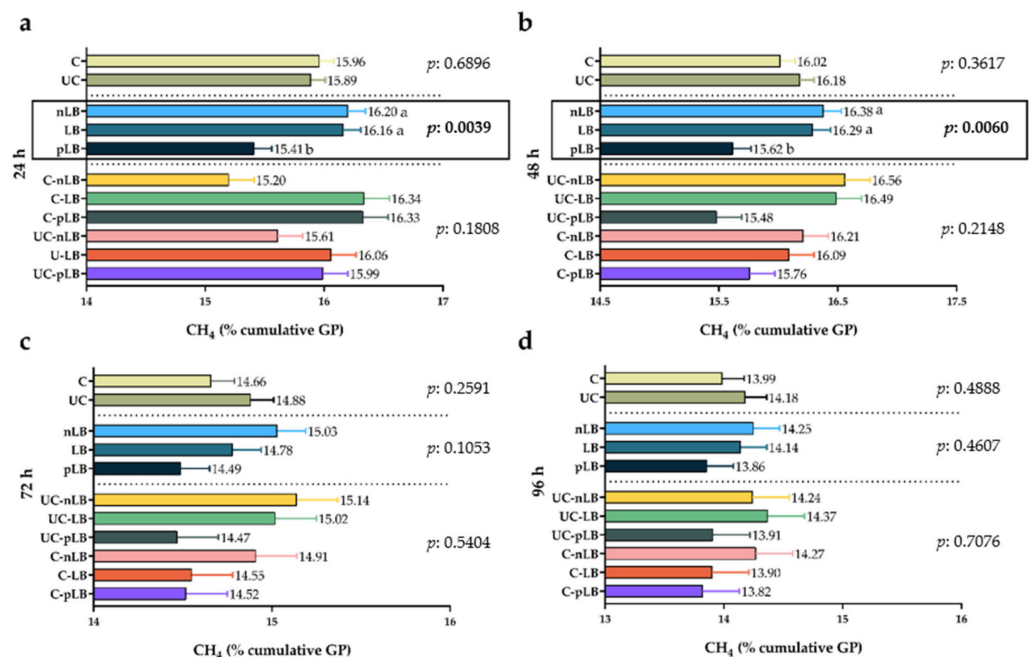 a
24 h
C 15.96
UC 15.89
p: 0.6896
nLB 16.20 a
LB 16.16 a
pLB 15.41 b
p: 0.0039
C-nLB 15.20
C-LB 16.34
C-pLB 16.33
UC-nLB 15.61
U-LB 16.06
UC-pLB 15.99
p: 0.1808
14 15 16 17
CH₄ (% cumulative GP)
b
48 h
C 16.02
UC 16.18
p: 0.3617
nLB 16.38 a
LB 16.29 a
pLB 15.62 b
p: 0.0060
UC-nLB 16.56
UC-LB 16.49
UC-pLB 15.48
C-nLB 16.21
C-LB 16.09
C-pLB 15.76
p: 0.2148
14.5 15.5 16.5 17.5
CH₄ (% cumulative GP)
c
72 h
C 14.66
UC 14.88
p: 0.2591
nLB 15.03
LB 14.78
pLB 14.49
p: 0.1053
UC-nLB 15.14
UC-LB 15.02
UC-pLB 14.47
C-nLB 14.91
C-LB 14.55
C-pLB 14.52
p: 0.5404
14 15 16
CH₄ (% cumulative GP)
d
96 h
C 13.99
UC 14.18
p: 0.4888
nLB 14.25
LB 14.14
pLB 13.86
p: 0.4607
UC-nLB 14.24
UC-LB 14.37
UC-pLB 13.91
C-nLB 14.27
C-LB 13.90
C-pLB 13.82
p: 0.7076
13 14 15 16
CH₄ (% cumulative GP)